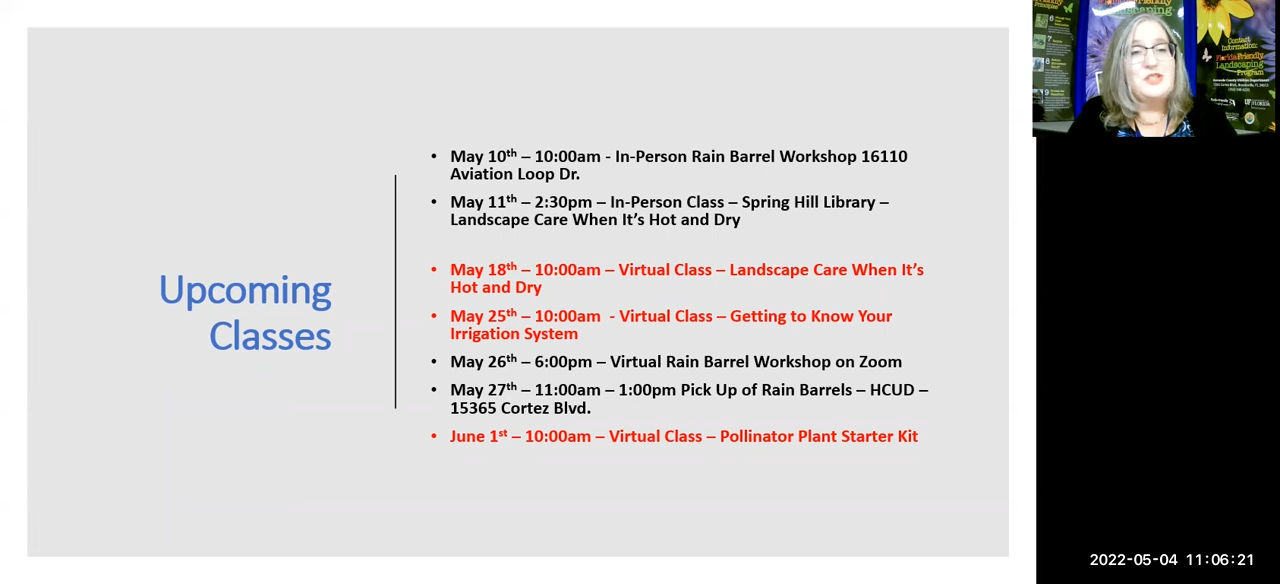 Upcoming
Classes
• May 10th – 10:00am - In-Person Rain Barrel Workshop 16110
Aviation Loop Dr.
• May 11th – 2:30pm – In-Person Class – Spring Hill Library –
Landscape Care When It’s Hot and Dry
• May 18th – 10:00am – Virtual Class – Landscape Care When It’s
Hot and Dry
• May 25th – 10:00am  - Virtual Class – Getting to Know Your
Irrigation System
• May 26th – 6:00pm – Virtual Rain Barrel Workshop on Zoom
• May 27th – 11:00am – 1:00pm Pick Up of Rain Barrels – HCUD –
15365 Cortez Blvd.
• June 1st – 10:00am – Virtual Class – Pollinator Plant Starter Kit
6
7
8
9
Contact
Information:
Florida-Friendly
Landscaping
Program
2022-05-04 11:06:21